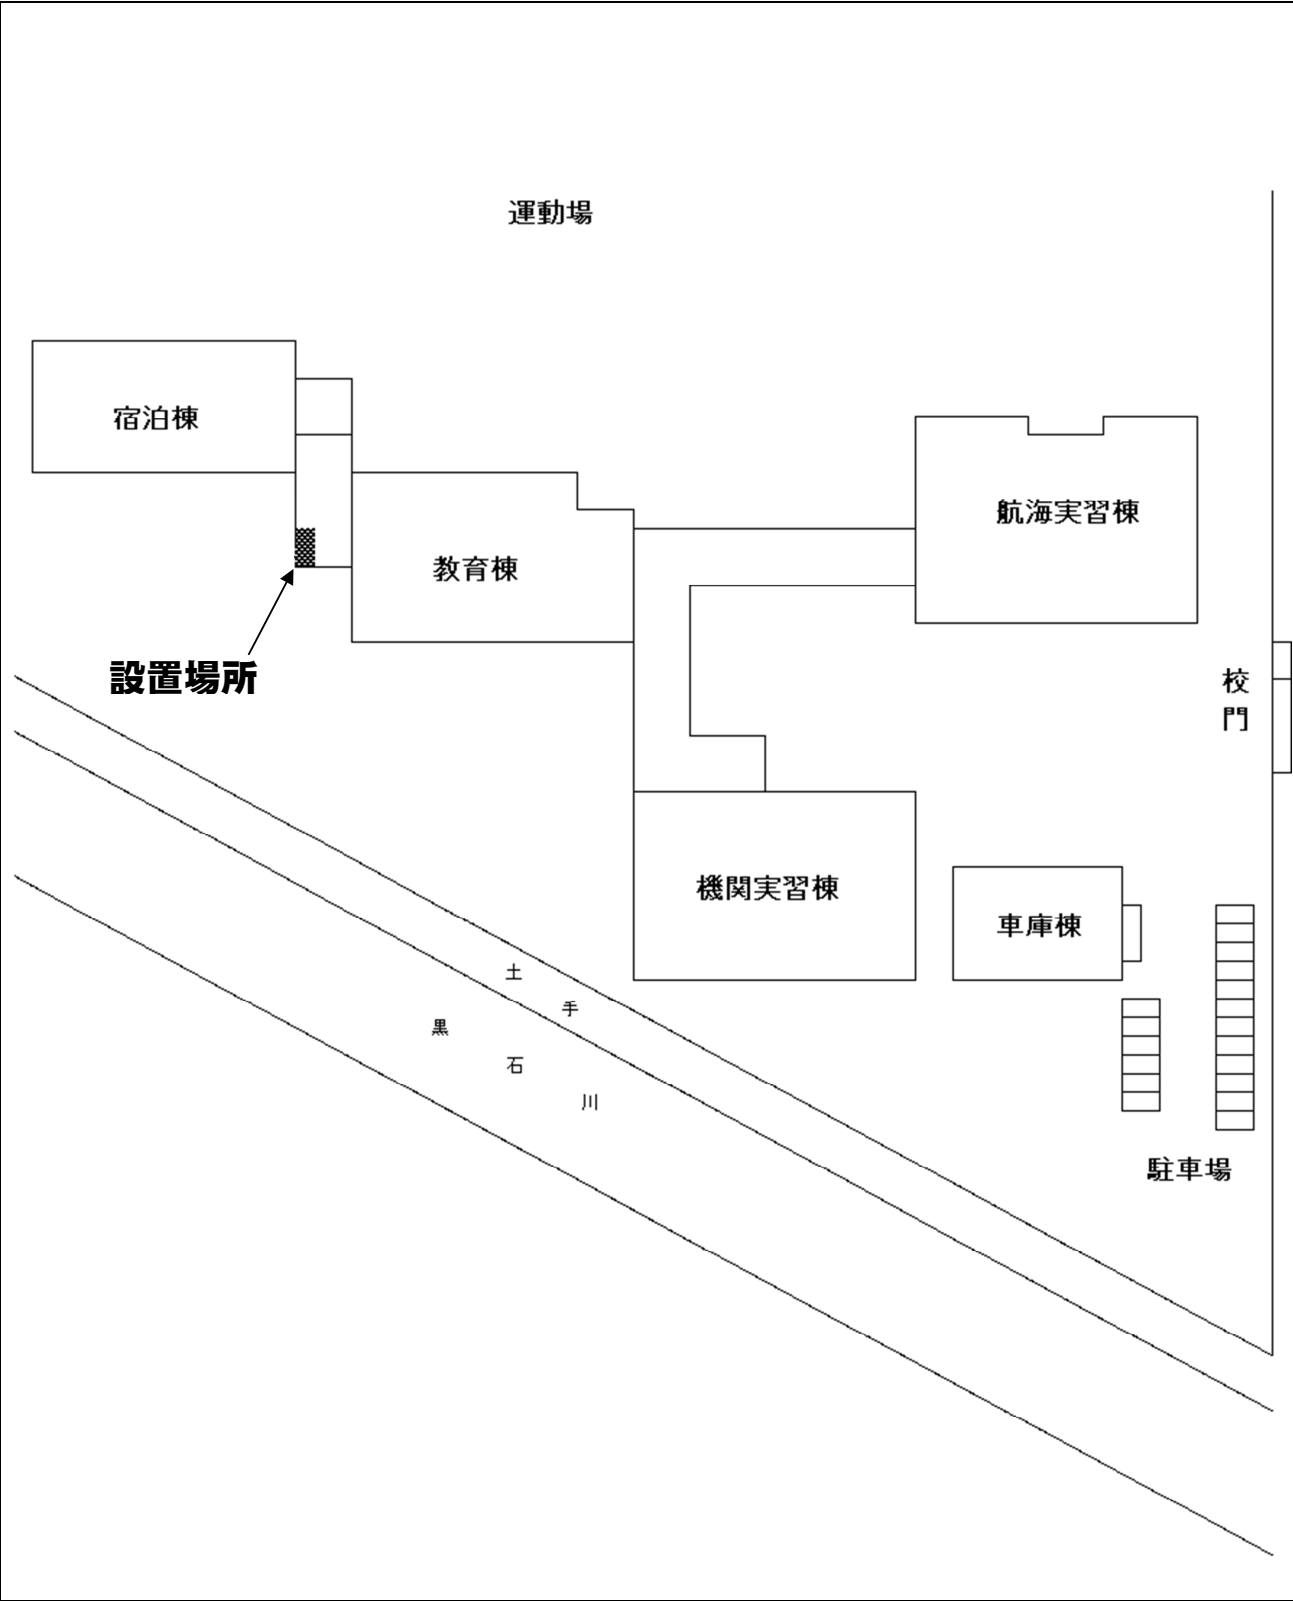 運動場
宿泊棟
航海実習棟
教育棟
設置場所
校
門
機関実習棟
車庫棟
土
手
黒
石
川
駐車場